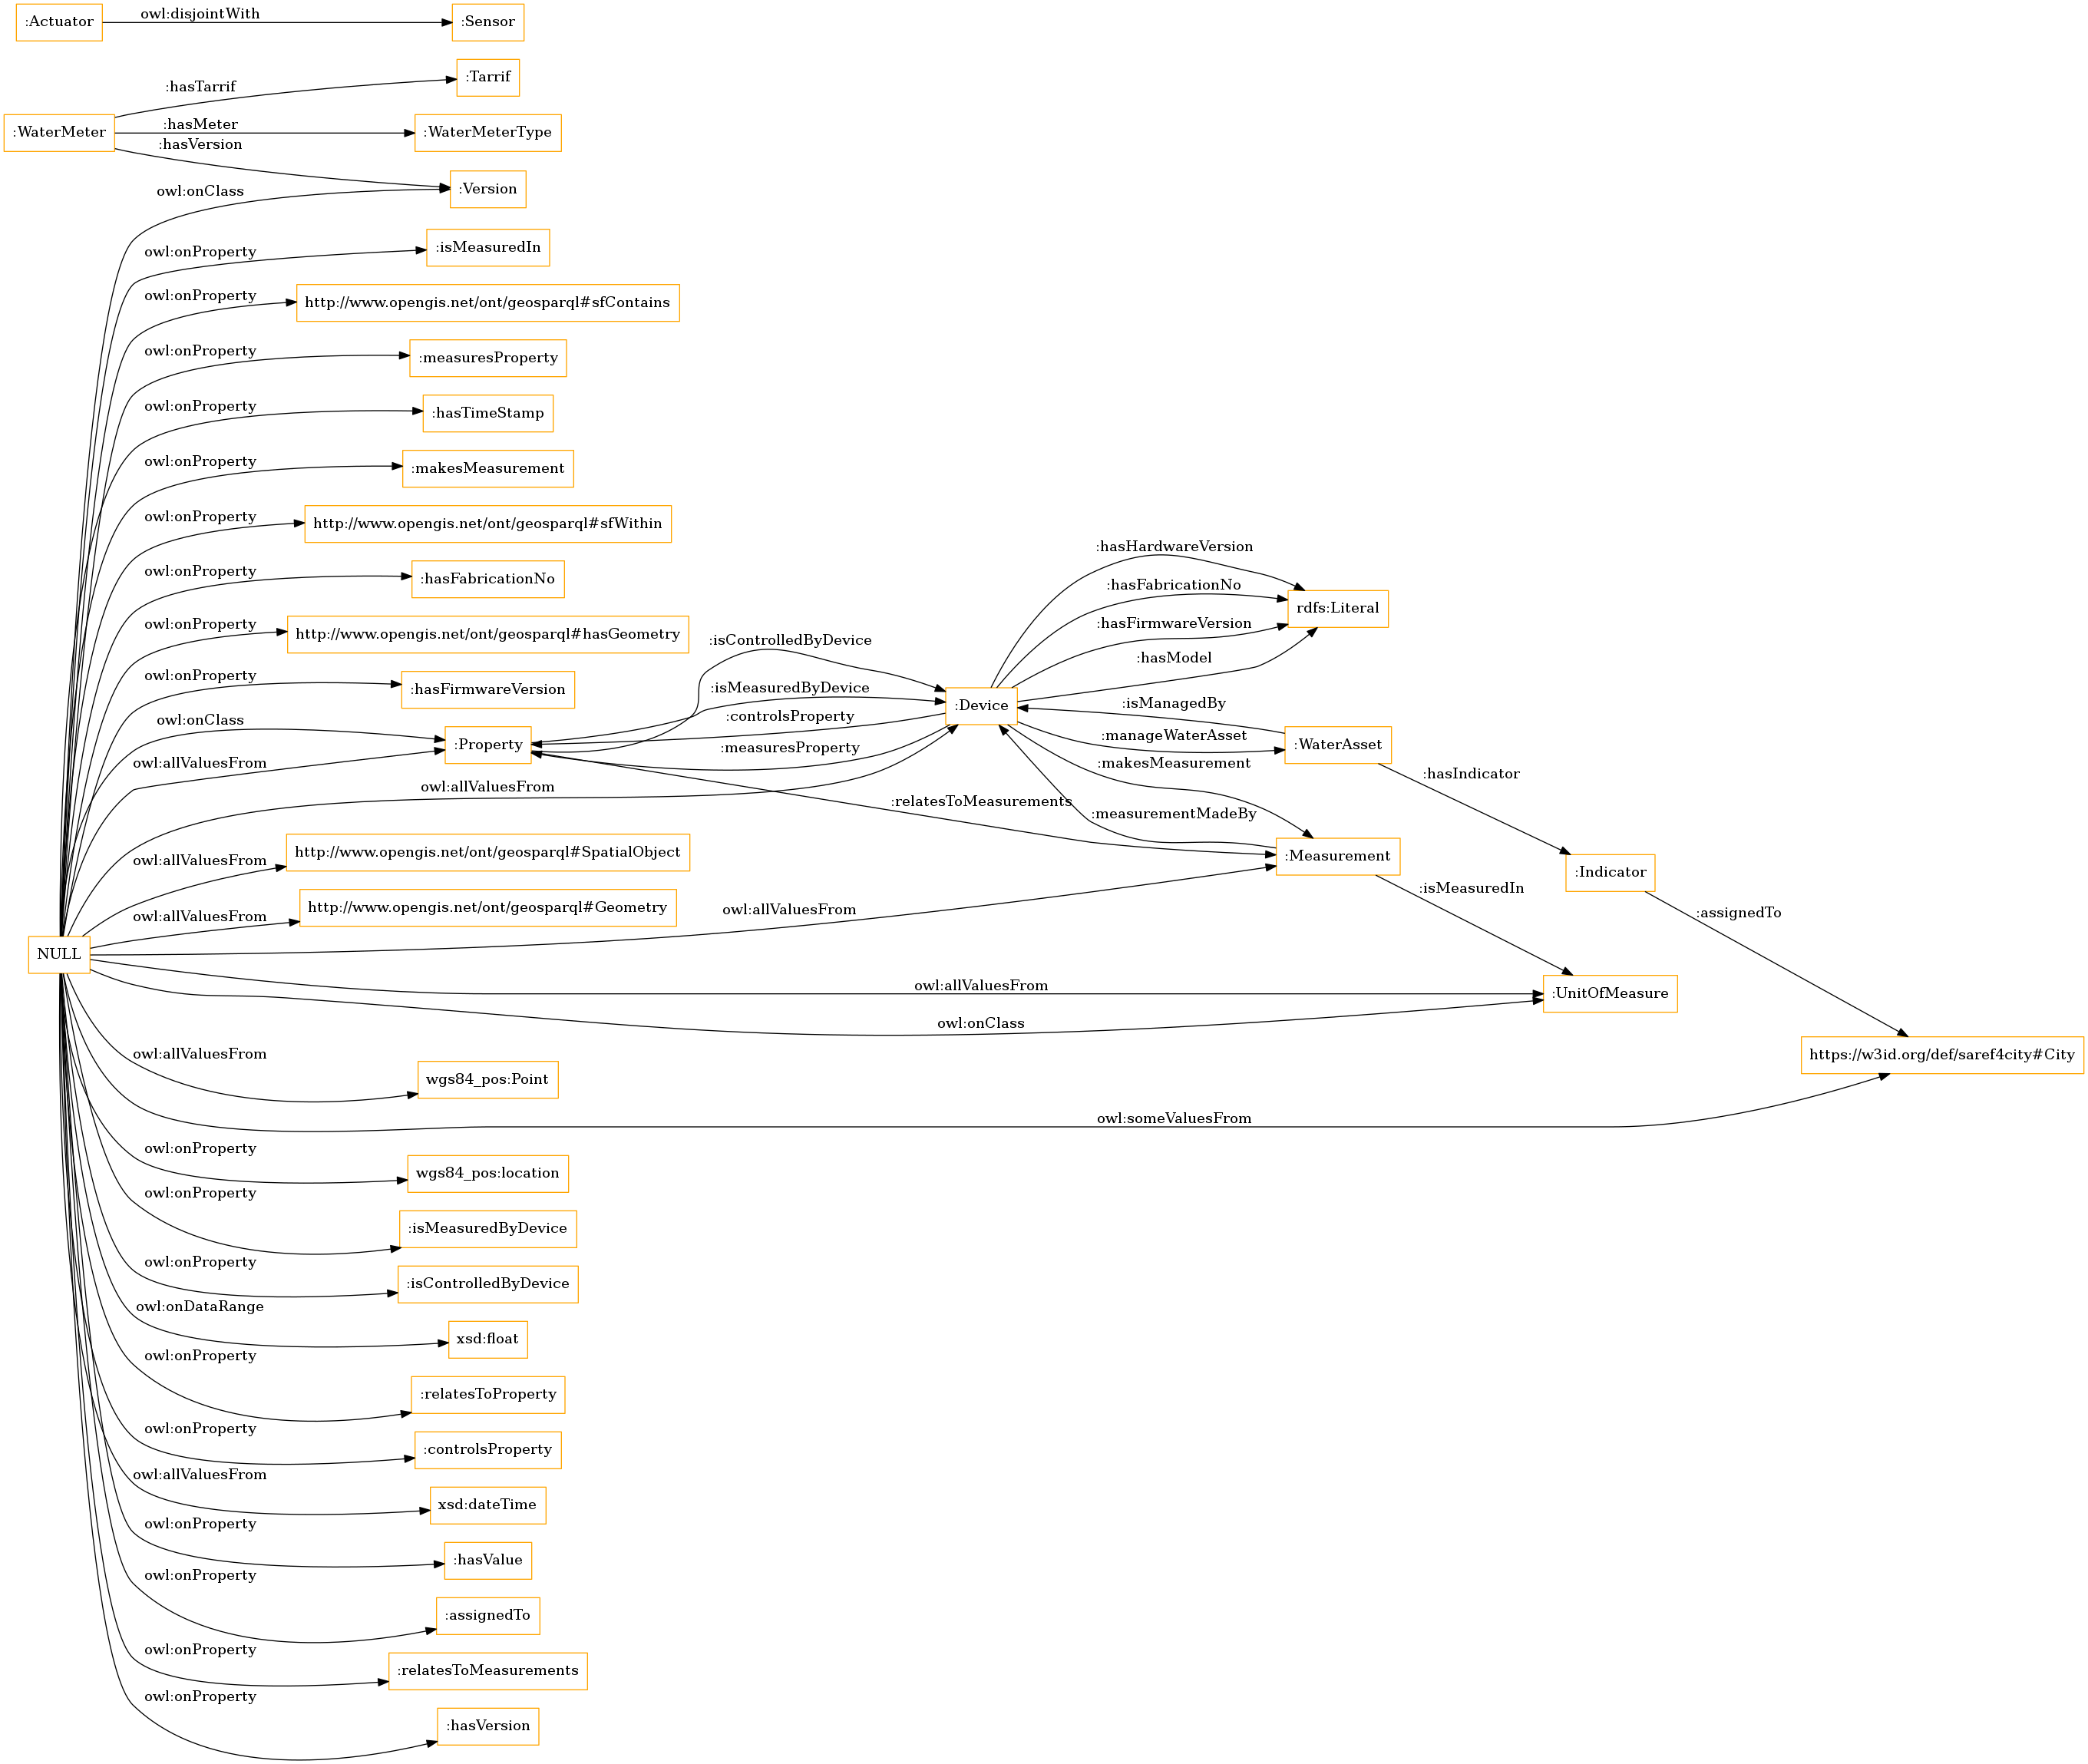 :Actuator
owl:disjointWith
:Sensor
:WaterMeter
:hasTarrif
:Tarrif
:hasMeter
:WaterMeterType
:hasVersion
:Version
owl:onClass
owl:onProperty
:isMeasuredIn
owl:onProperty
http://www.opengis.net/ont/geosparql#sfContains
owl:onProperty
:measuresProperty
owl:onProperty
:hasTimeStamp
owl:onProperty
:makesMeasurement
owl:onProperty
http://www.opengis.net/ont/geosparql#sfWithin
owl:onProperty
:hasFabricationNo
owl:onProperty
http://www.opengis.net/ont/geosparql#hasGeometry
owl:onProperty
:hasFirmwareVersion
owl:onClass
:Property
owl:allValuesFrom
:isControlledByDevice
:isMeasuredByDevice
:controlsProperty
:measuresProperty
owl:allValuesFrom
:Device
:hasHardwareVersion
:hasFabricationNo
:hasFirmwareVersion
:hasModel
rdfs:Literal
:isManagedBy
:manageWaterAsset
:WaterAsset
:makesMeasurement
:relatesToMeasurements
:measurementMadeBy
:Measurement
:hasIndicator
:Indicator
:isMeasuredIn
:assignedTo
owl:allValuesFrom
http://www.opengis.net/ont/geosparql#SpatialObject
owl:allValuesFrom
http://www.opengis.net/ont/geosparql#Geometry
NULL
owl:allValuesFrom
owl:allValuesFrom
:UnitOfMeasure
owl:onClass
https://w3id.org/def/saref4city#City
owl:allValuesFrom
wgs84_pos:Point
owl:someValuesFrom
owl:onProperty
wgs84_pos:location
owl:onProperty
:isMeasuredByDevice
owl:onProperty
:isControlledByDevice
owl:onDataRange
xsd:float
owl:onProperty
:relatesToProperty
owl:onProperty
:controlsProperty
owl:allValuesFrom
xsd:dateTime
owl:onProperty
:hasValue
owl:onProperty
:assignedTo
owl:onProperty
:relatesToMeasurements
owl:onProperty
:hasVersion